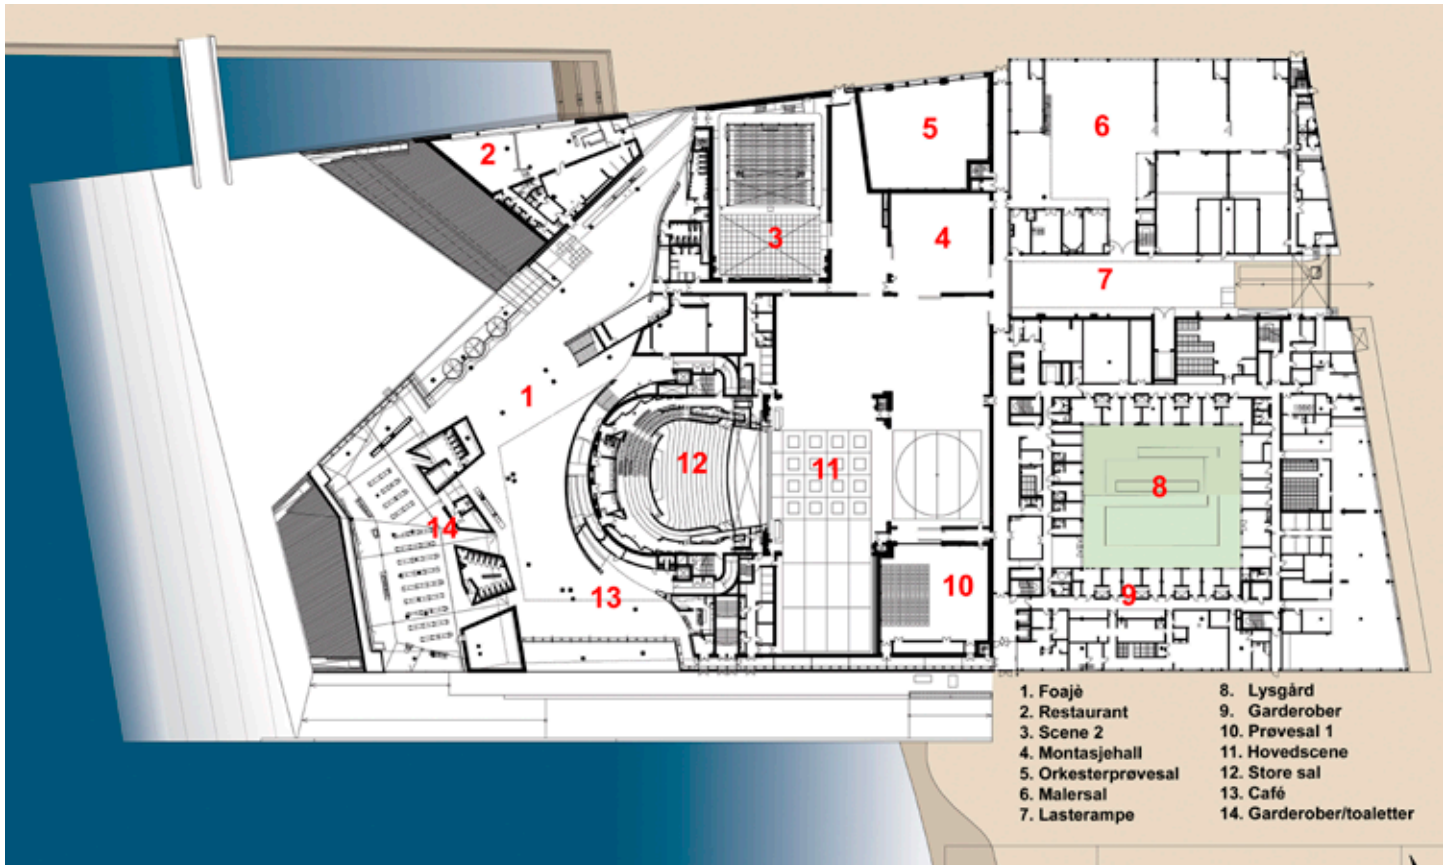 2
5
6
3
4
7
1
12
11
8
14
10
13
9
1. Foajè
2. Restaurant
3. Scene 2
4. Montasjehall
5. Orkesterprøvesal
6. Malersal
7. Lasterampe
8. Lysgård
9. Garderober
10. Prøvesal 1
11. Hovedscene
12. Store sal
13. Café
14. Garderober/toaletter